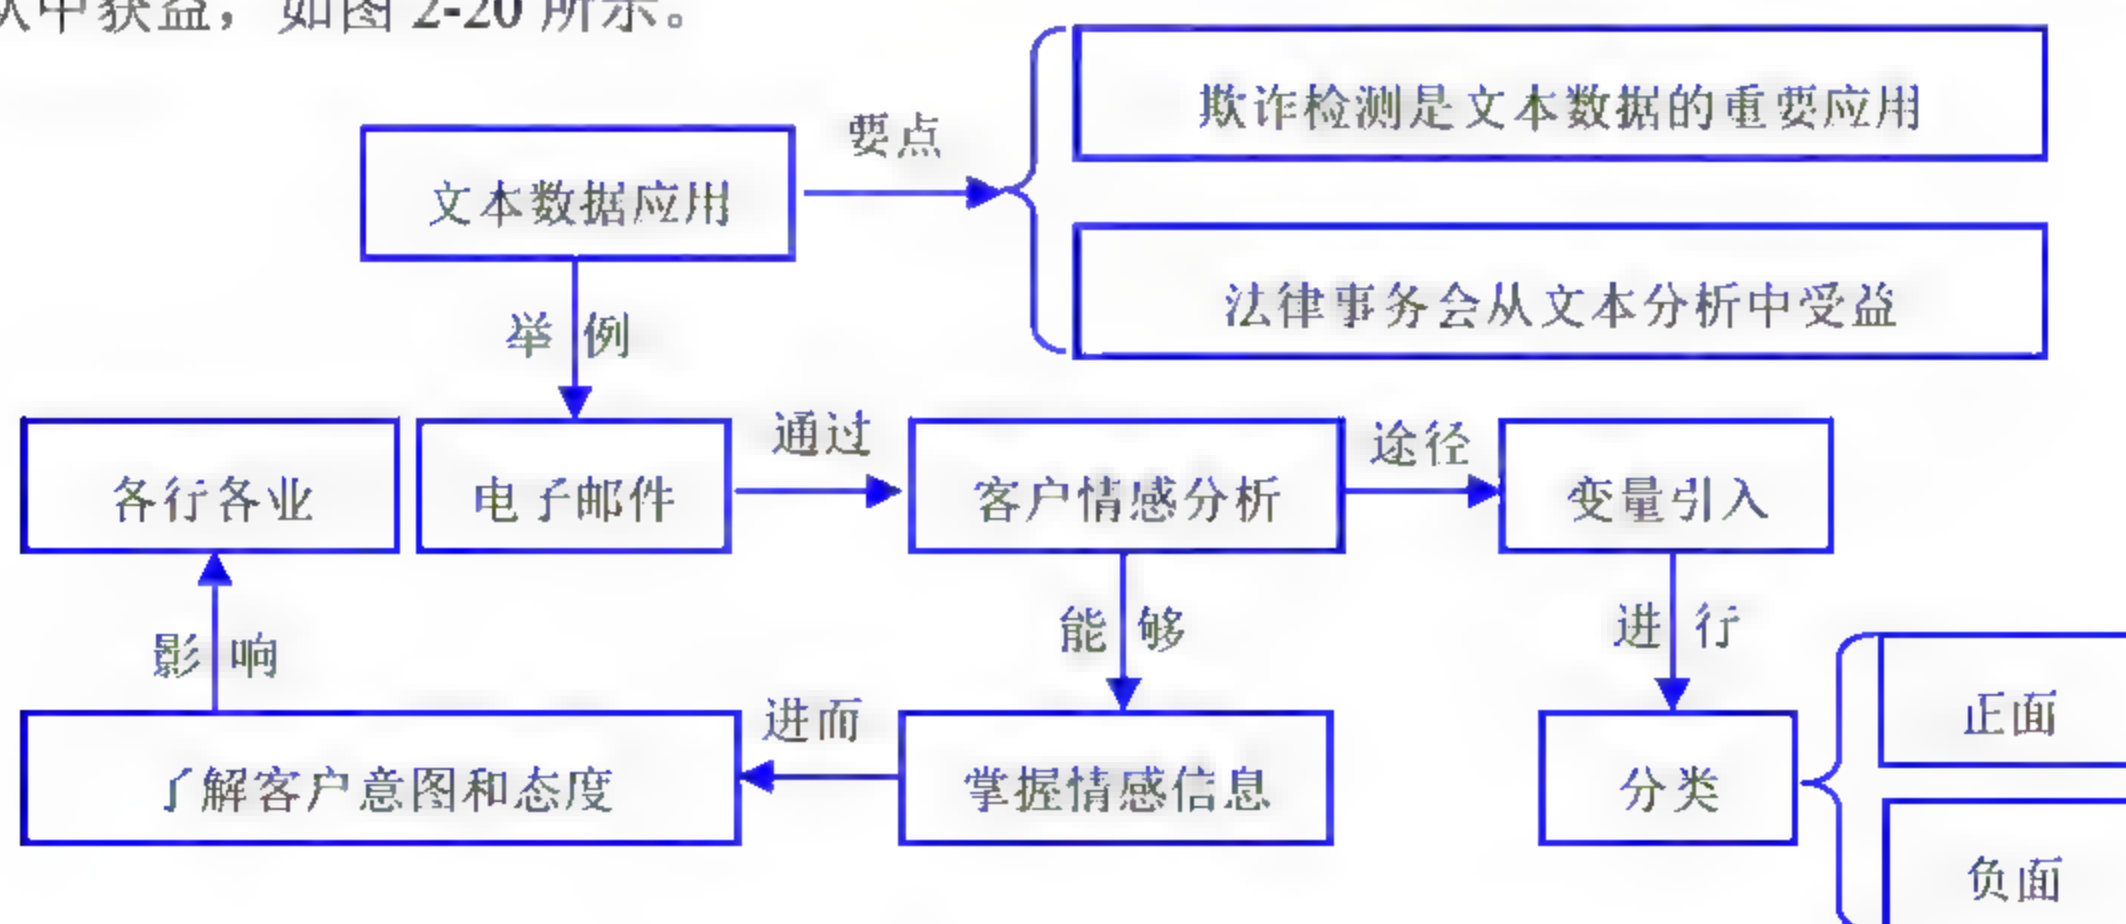 从中获益，如图 2-20 所示。
欺诈检测是文本数据的重要应用
要点
文本数据应用
法律事务会从文本分析中受益
举例
各行各业
电子邮件
通过
客户情感分析
途径
变量引入
影响
能够
进行
了解客户意图和态度
进而
掌握情感信息
分类
正面
负面